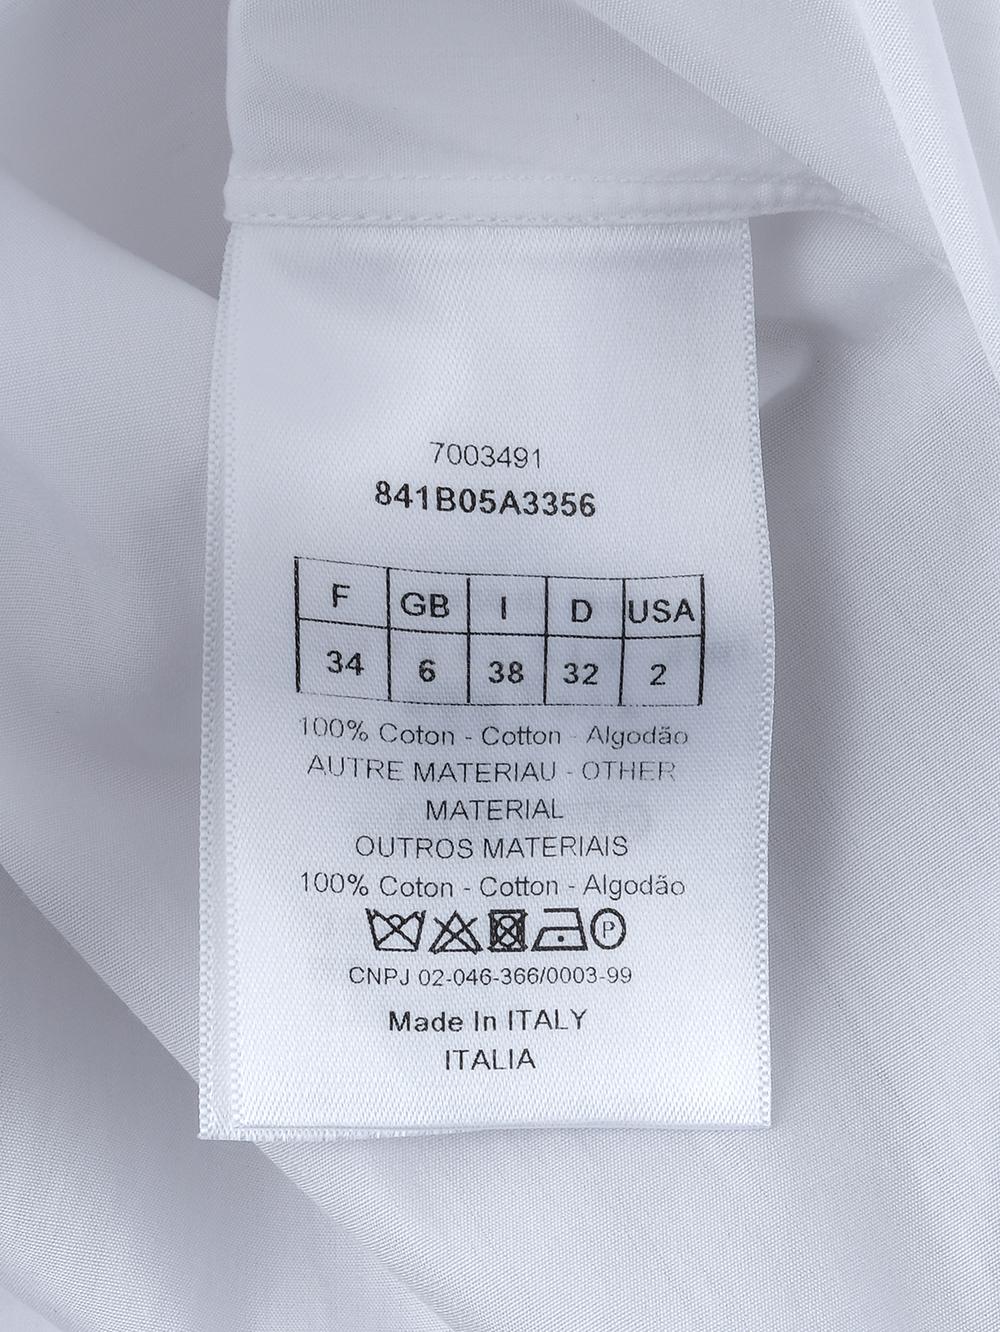 7003491
841B05A3356
F GB I D USA
34 6 38 32 2
100% Coton - Cotton - Algodão
AUTRE MATERIAU - OTHER
MATERIAL
OUTROS MATERIAIS
100% Coton - Cotton - Algodão
P
CNPJ 02-046-366/0003-99
Made In ITALY
ITALIA